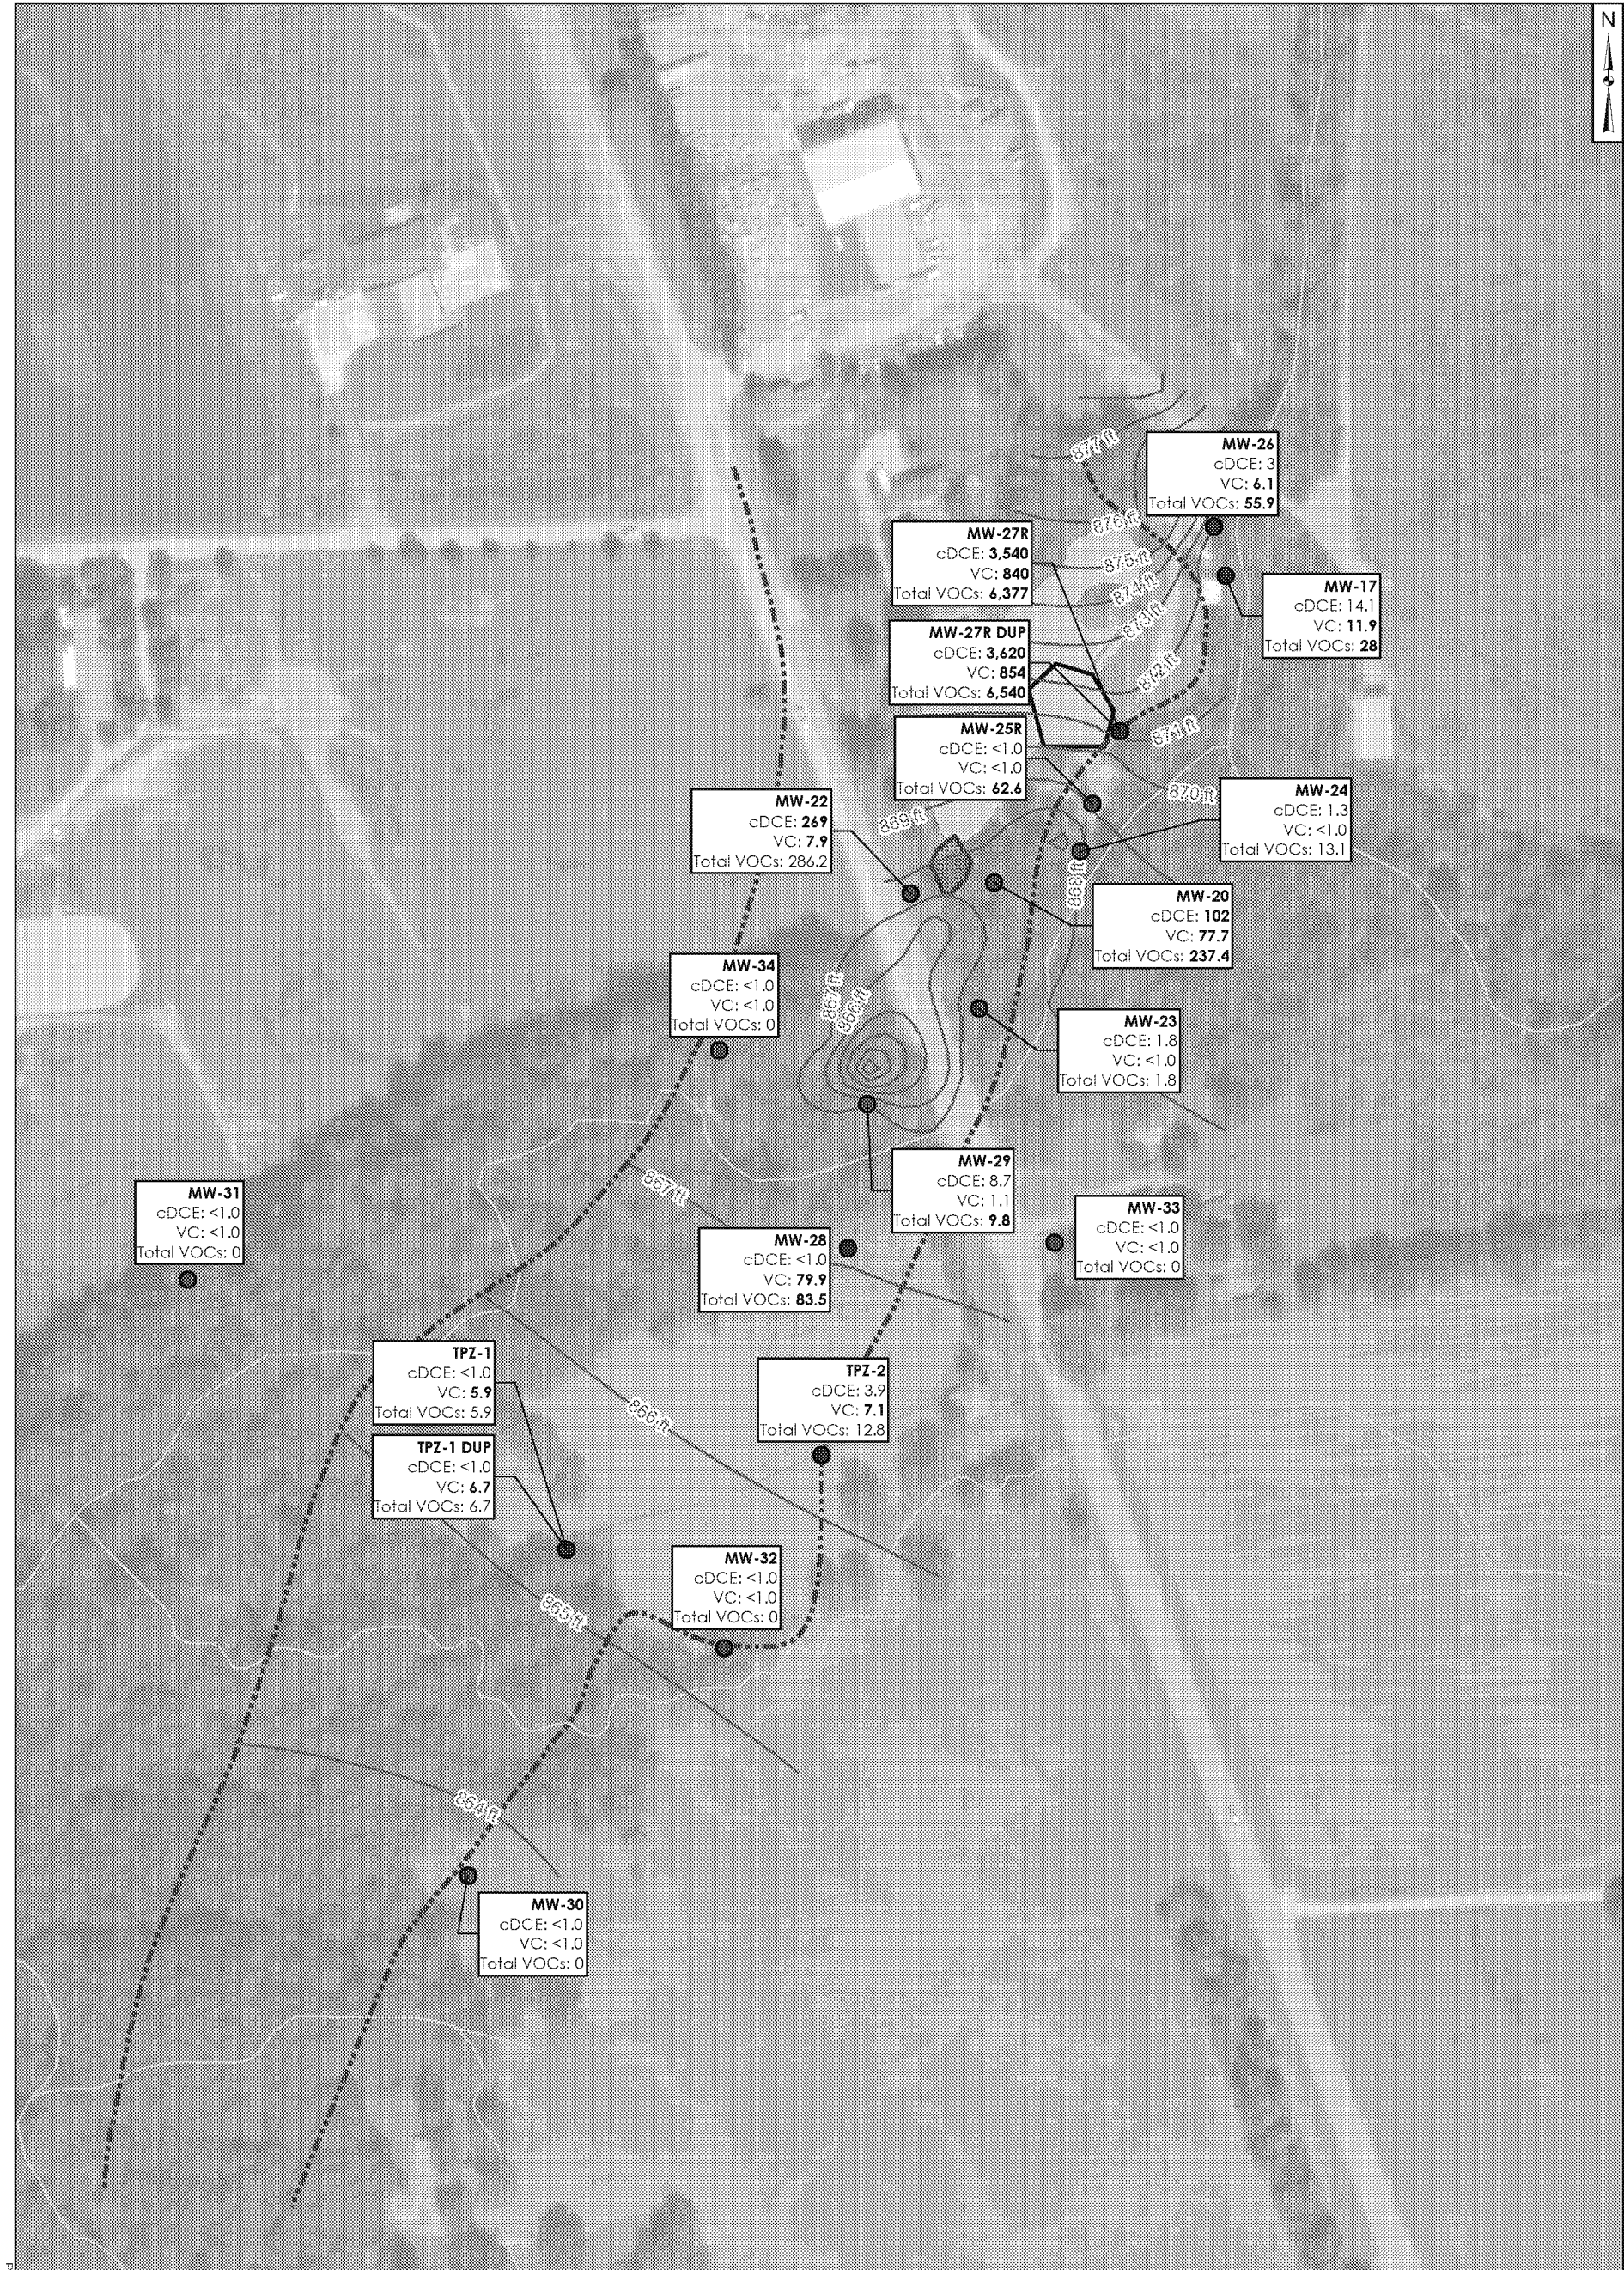 N
877 ft
MW-26
cDCE: 3
VC: 6.1
Total VOCs: 55.9
876 ft
MW-27R
cDCE: 3,540
VC: 840
Total VOCs: 6,377
875 ft
874 ft
MW-17
cDCE: 14.1
VC: 11.9
Total VOCs: 28
873 ft
MW-27R DUP
cDCE: 3,620
VC: 854
Total VOCs: 6,540
872 ft
871 ft
MW-25R
cDCE: <1.0
VC: <1.0
Total VOCs: 62.6
870 ft
MW-24
cDCE: 1.3
VC: <1.0
Total VOCs: 13.1
MW-22
cDCE: 269
VC: 7.9
Total VOCs: 286.2
869 ft
868 ft
MW-20
cDCE: 102
VC: 77.7
Total VOCs: 237.4
MW-34
cDCE: <1.0
VC: <1.0
Total VOCs: 0
867 ft
866 ft
MW-23
cDCE: 1.8
VC: <1.0
Total VOCs: 1.8
MW-29
cDCE: 8.7
VC: 1.1
Total VOCs: 9.8
867 ft
MW-31
cDCE: <1.0
VC: <1.0
Total VOCs: 0
MW-33
cDCE: <1.0
VC: <1.0
Total VOCs: 0
MW-28
cDCE: <1.0
VC: 79.9
Total VOCs: 83.5
TPZ-1
cDCE: <1.0
VC: 5.9
Total VOCs: 5.9
TPZ-2
cDCE: 3.9
VC: 7.1
Total VOCs: 12.8
866 ft
TPZ-1 DUP
cDCE: <1.0
VC: 6.7
Total VOCs: 6.7
MW-32
cDCE: <1.0
VC: <1.0
Total VOCs: 0
865 ft
864 ft
MW-30
cDCE: <1.0
VC: <1.0
Total VOCs: 0